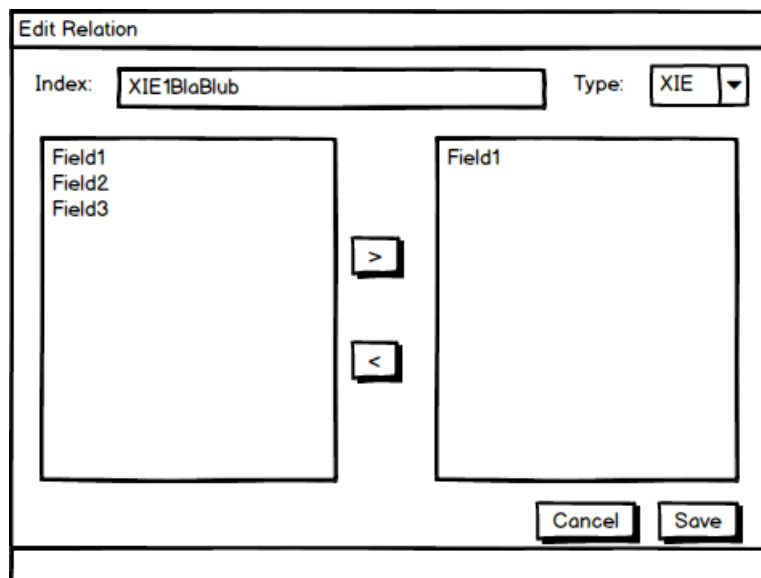 Edit Relation
Index: XIE1BlaBlub Type: XIE
Field1
Field2
Field3
>
<
Field1
Cancel Save